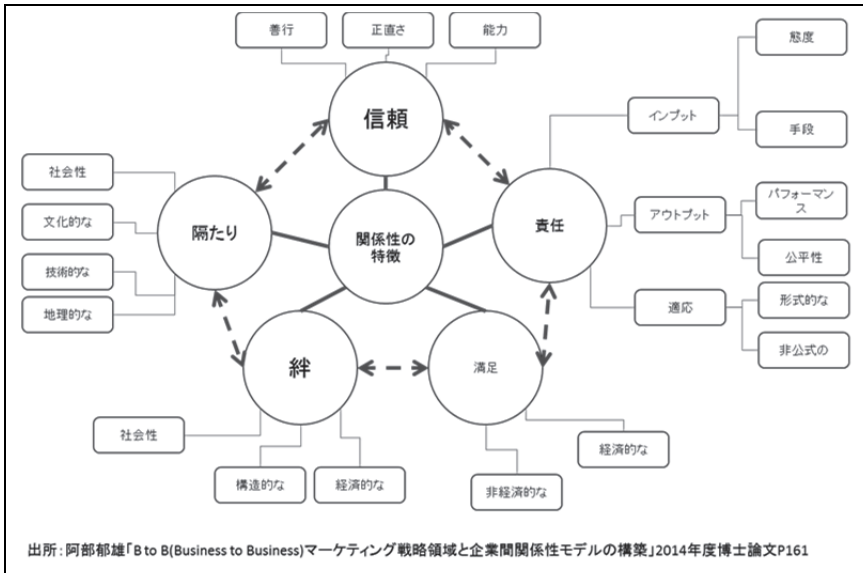 善行
正直さ
能力
態度
信頼
インプット
手段
社会性
文化的な
隔たり
技術的な
地理的な
関係性の
特徴
責任
アウトプット
パフォーマン
ス
公平性
適応
形式的な
非公式の
絆
満足
社会性
構造的な
経済的な
非経済的な
経済的な
出所：阿部郁雄「B to B(Business to Business)マーケティング戦略領域と企業間関係性モデルの構築」2014年度博士論文P161